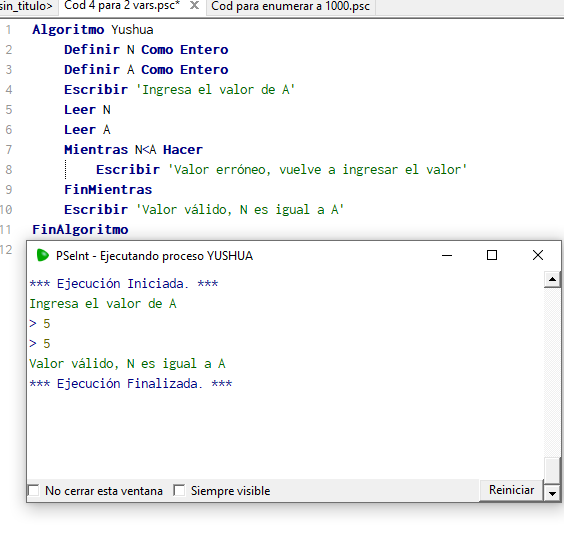 sin_titulo> Cod 4 para 2 vars.psc* X Cod para enumerar a 1000.psc
1 Algoritmo Yushua
2 Definir N Como Entero
3 Definir A Como Entero
4 Escribir 'Ingresa el valor de A'
5 Leer N
6 Leer A
7 Mientras N<A Hacer
8 Escribir 'Valor erróneo, vuelve a ingresar el valor'
9 FinMientras
10 Escribir 'Valor válido, N es igual a A'
11 FinAlgoritmo
12
PSeInt - Ejecutando proceso YUSHUA
*** Ejecución Iniciada. ***
Ingresa el valor de A
> 5
> 5
Valor válido, N es igual a A
*** Ejecución Finalizada. ***
No cerrar esta ventana Siempre visible Reiniciar